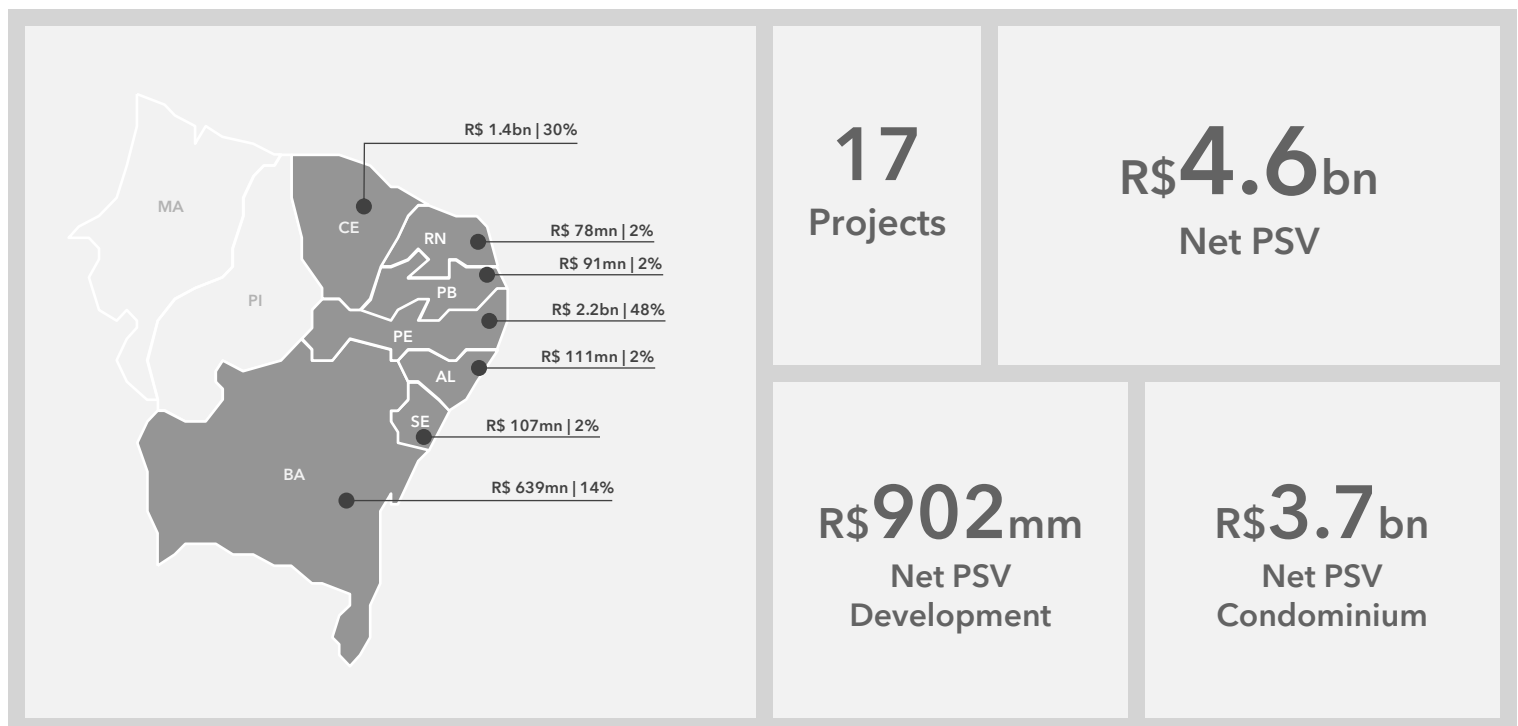 R$ 1.4bn | 30%
MA
CE
R$ 78mn | 2%
RN
R$ 91mn | 2%
PB
PI
R$ 2.2bn | 48%
PE
R$ 111mn | 2%
AL
SE
R$ 107mn | 2%
BA
R$ 639mn | 14%
17
Projects
R$4.6bn
Net PSV
R$902mm
Net PSV
Development
R$3.7bn
Net PSV
Condominium